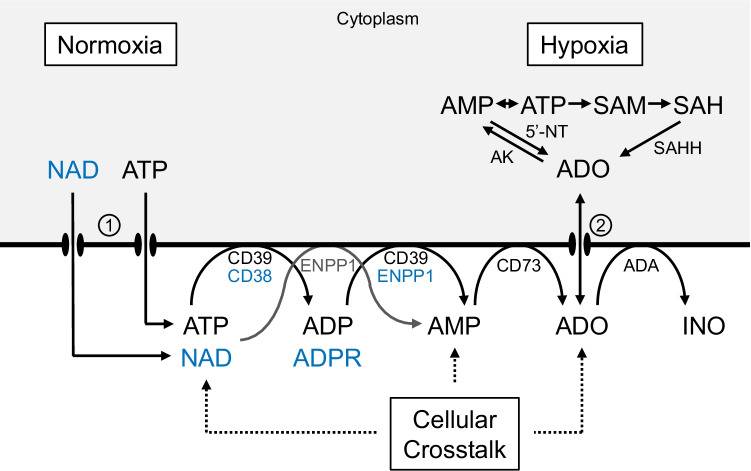 Cytoplasm
Normoxia
Hypoxia
AMP ATP SAM SAH
5'-NT
AK
SAHH
ADO
NAD ATP
1
2
CD39
CD38
ENPP1
CD39
ENPP1
CD73
ADA
ATP ADP AMP ADO INO
NAD ADPR
Cellular
Crosstalk